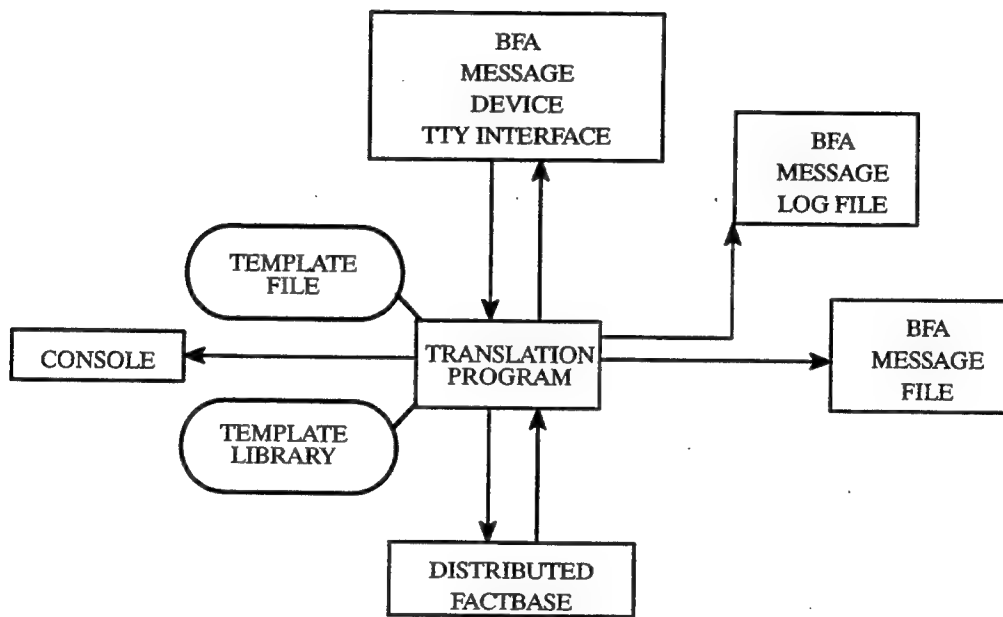 BFA
MESSAGE
DEVICE
TTY INTERFACE
BFA
MESSAGE
LOG FILE
TEMPLATE
FILE
CONSOLE
TRANSLATION
PROGRAM
BFA
MESSAGE
FILE
TEMPLATE
LIBRARY
DISTRIBUTED
FACTBASE